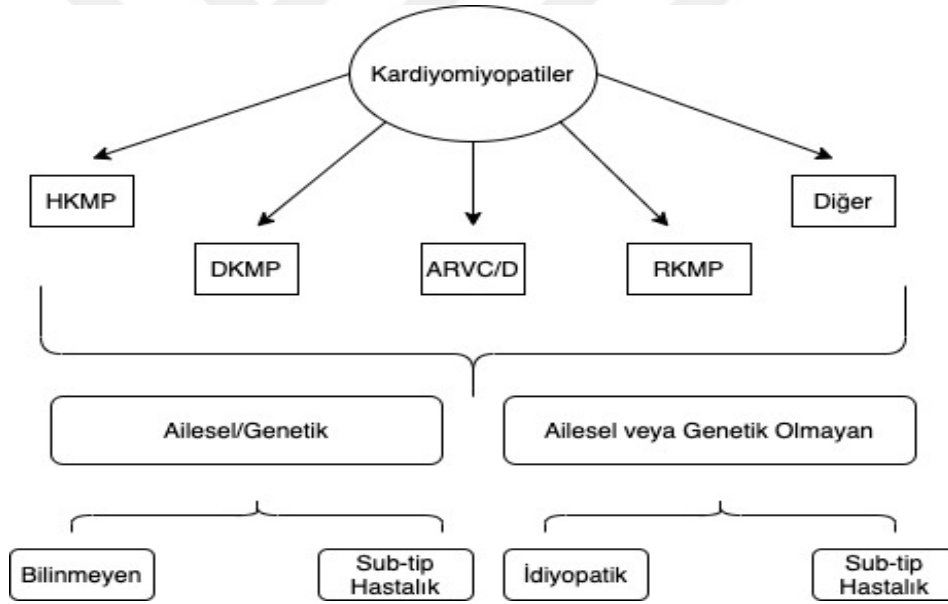 Kardiyomiyopatiler
HKMP
Diğer
DKMP
ARVC/D
RKMP
Ailesel/Genetik
Ailesel veya Genetik Olmayan
Bilinmeyen
Sub-tip
Hastalık
İdiyopatik
Sub-tip
Hastalık